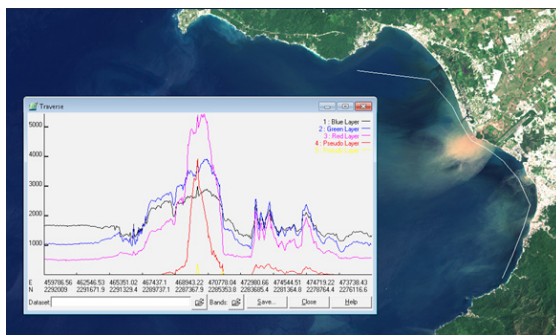 Traverse
5000
4000
3000
2000
1000
1 : Blue Layer
2 : Green Layer
3 : Red Layer
4 : Pseudo Layer
E 459786.56 462546.53 465351.02 467437.1 468943.22 470778.04 472980.66 474544.51 474719.22 473738.43
N 2292009 2291671.9 2291329.4 2289737.1 2287367.9 2285353.8 2283685.4 2281364.8 2278764.4 2276116.6
Dataset: Bands: Save... Close Help